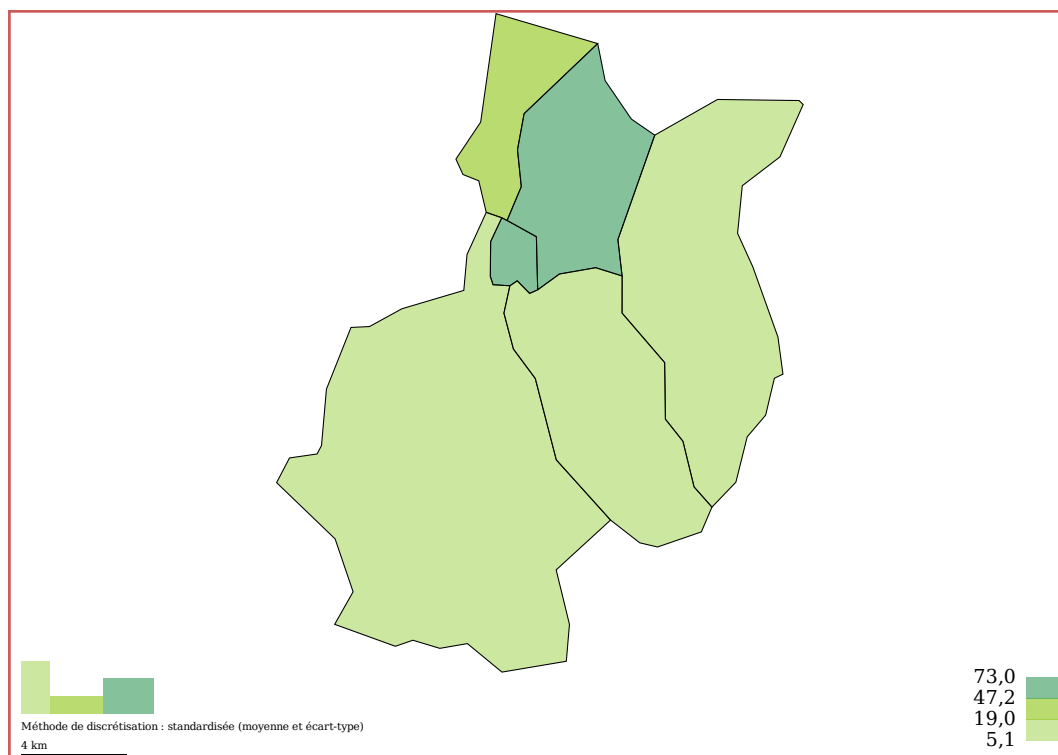 73,0
47,2
19,0
5,1
Méthode de discrétisation : standardisée (moyenne et écart-type)
4 km